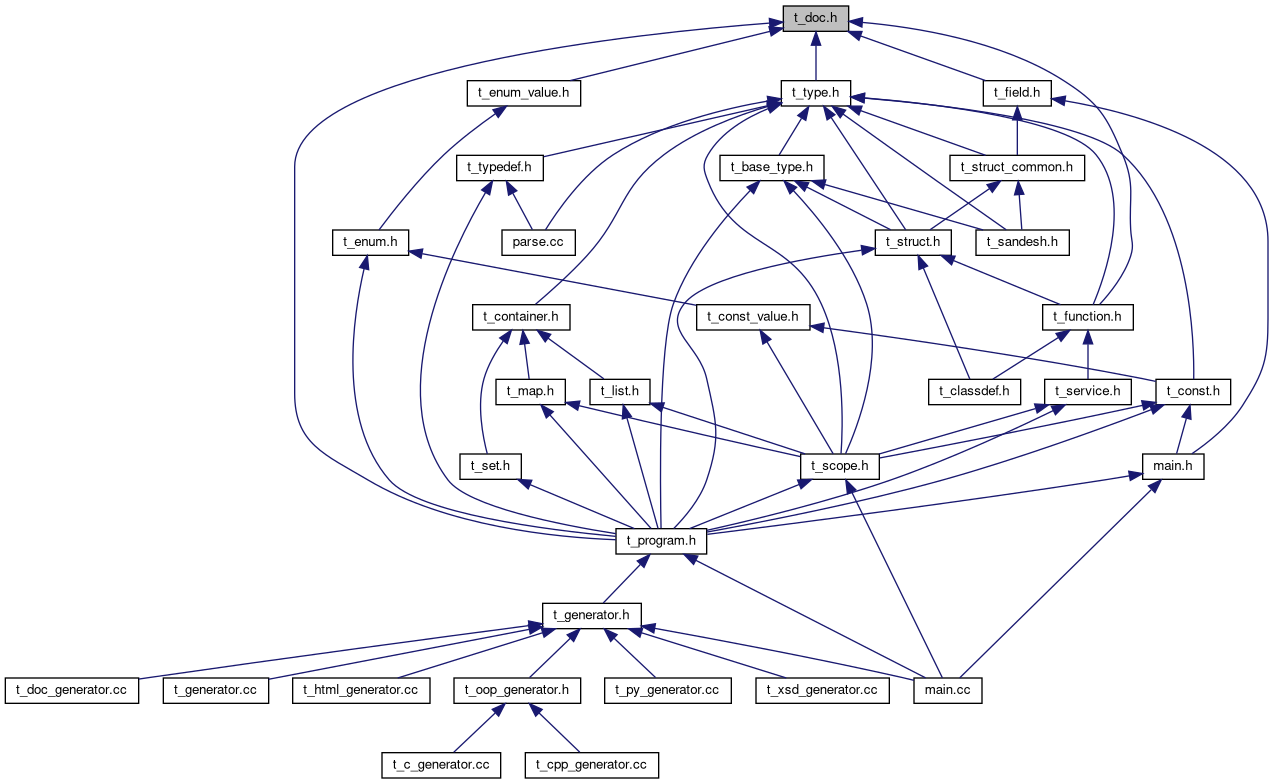 t_doc.h
t_enum_value.h
t_type.h
t_field.h
t_typedef.h
t_base_type.h
t_struct_common.h
t_enum.h
parse.cc
t_struct.h
t_sandesh.h
t_container.h
t_const_value.h
t_function.h
t_map.h
t_list.h
t_classdef.h
t_service.h
t_const.h
t_set.h
t_scope.h
main.h
t_program.h
t_generator.h
t_doc_generator.cc
t_generator.cc
t_html_generator.cc
t_oop_generator.h
t_py_generator.cc
t_xsd_generator.cc
main.cc
t_c_generator.cc
t_cpp_generator.cc